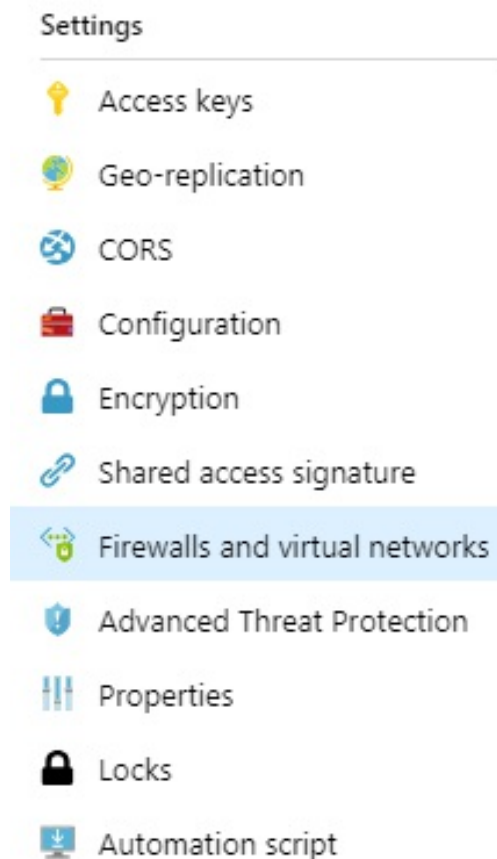 Settings
Access keys
Geo-replication
CORS
Configuration
Encryption
Shared access signature
Firewalls and virtual networks
Advanced Threat Protection
Properties
Locks
Automation script